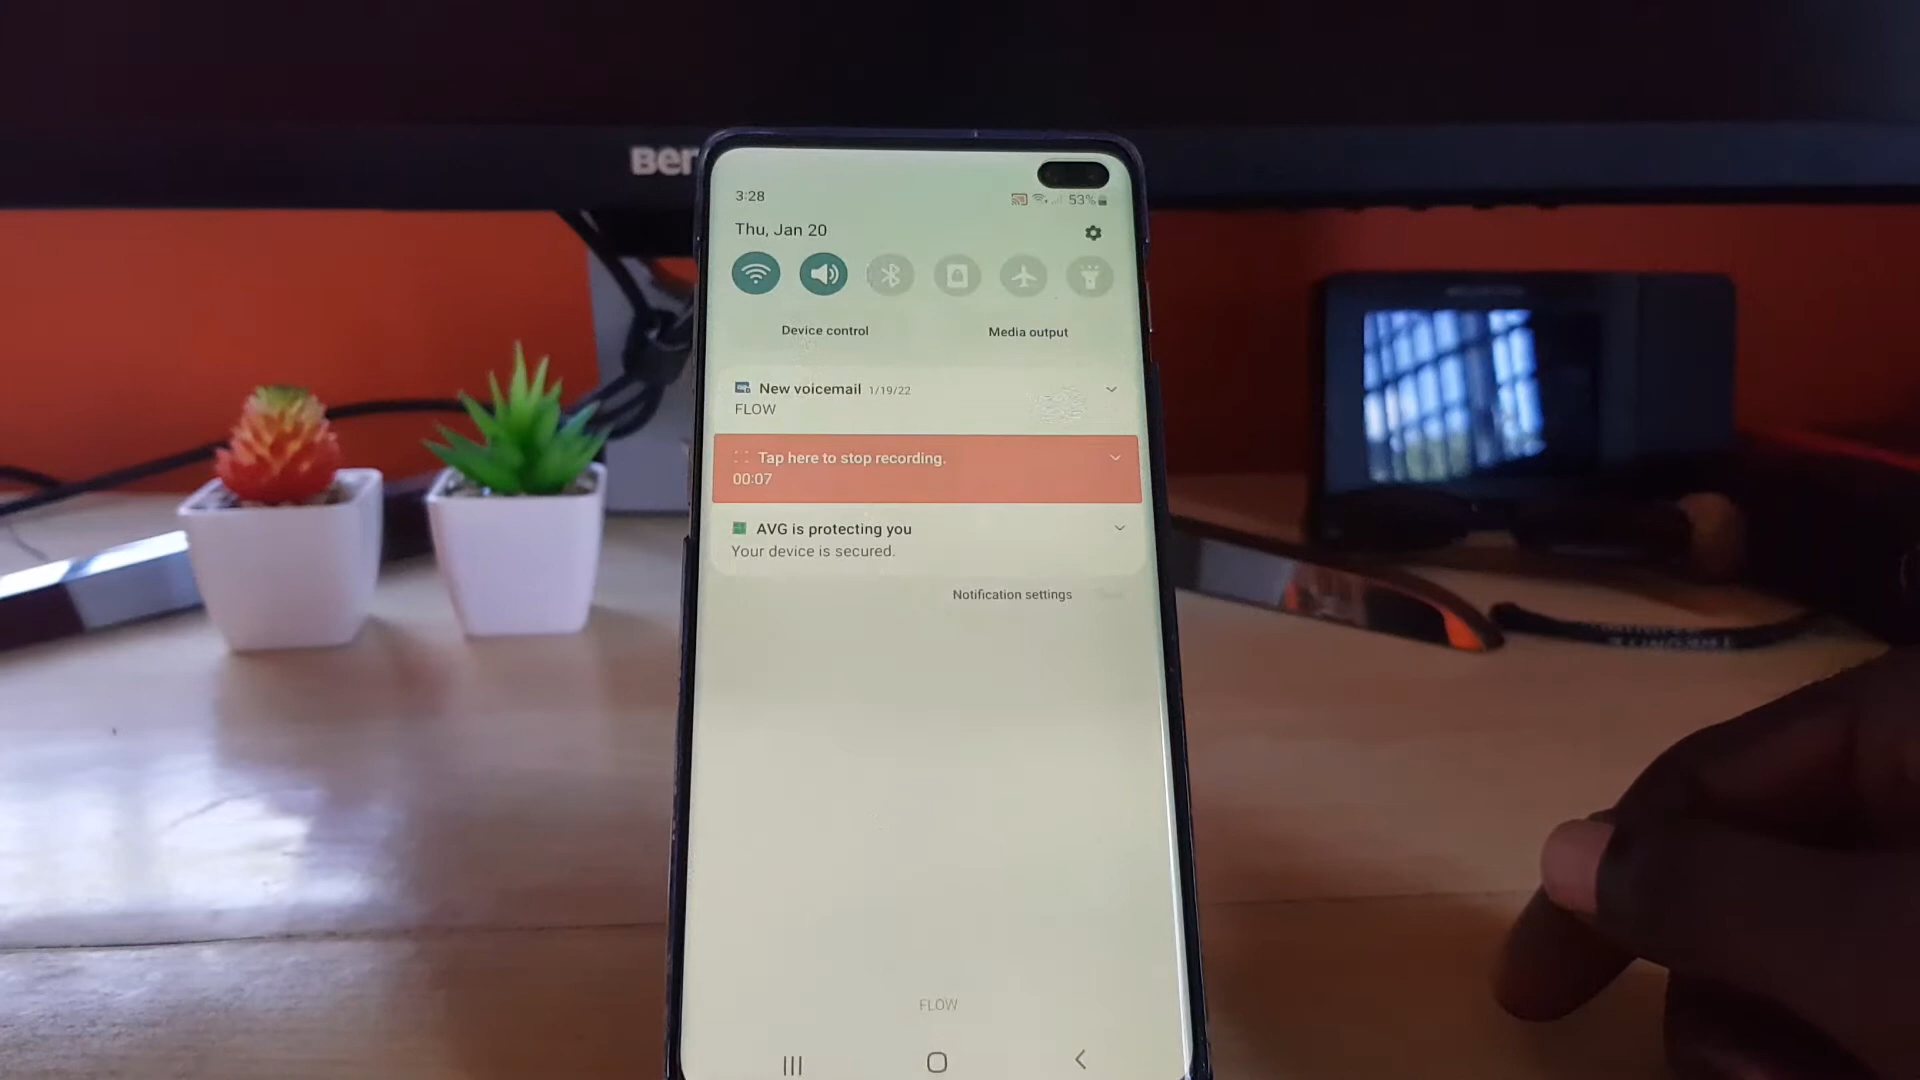 Ben
3:28
53%
Thu, Jan 20
Device control
Media output
New voicemail 1/19/22
FLOW
Tap here to stop recording.
00:07
AVG is protecting you
Your device is secured.
Notification settings
FLOW